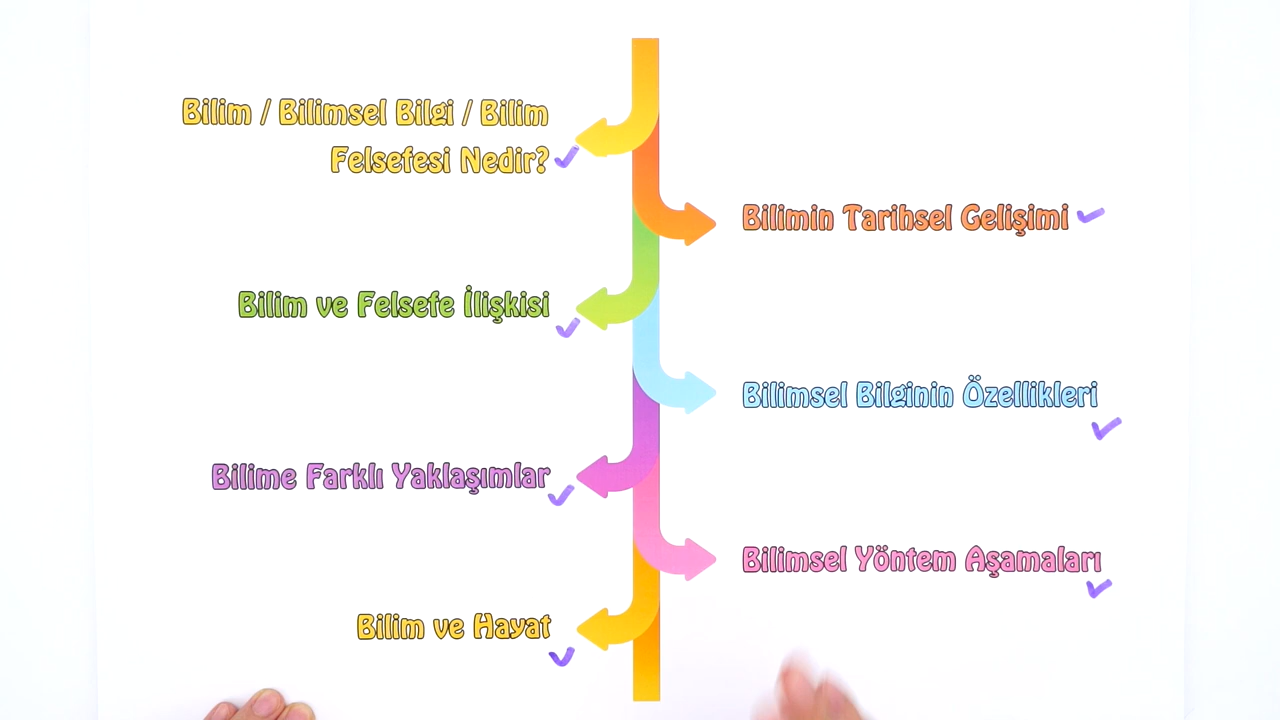 Bilim / Bilimsel Bilgi / Bilim
Felsefesi Nedir?
Bilimin Tarihsel Gelişimi
Bilim ve Felsefe İlişkisi
Bilimsel Bilginin Özellikleri
Bilime Farklı Yaklaşımlar
Bilimsel Yöntem Aşamaları
Bilim ve Hayat